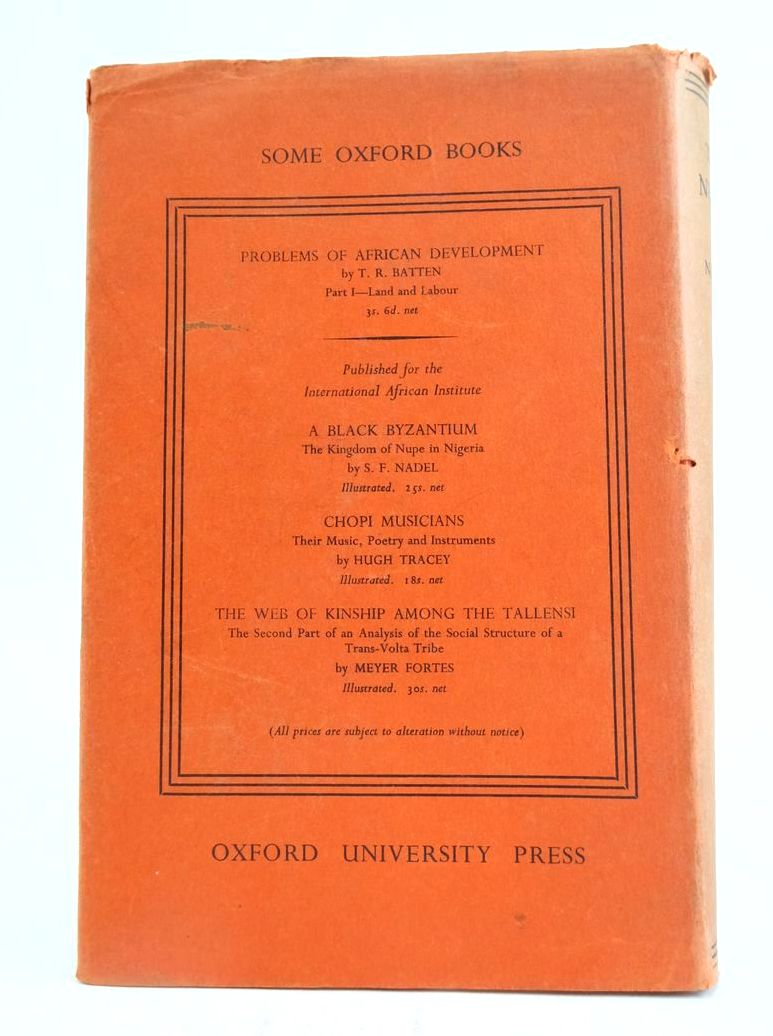 SOME OXFORD BOOKS
PROBLEMS OF AFRICAN DEVELOPMENT
by T. R. BATTEN
Part I—Land and Labour
3s. 6d. net
Published for the
International African Institute
A BLACK BYZANTIUM
The Kingdom of Nupe in Nigeria
by S. F. NADEL
Illustrated. 25s. net
CHOPI MUSICIANS
Their Music, Poetry and Instruments
by HUGH TRACEY
Illustrated. 18s. net
THE WEB OF KINSHIP AMONG THE TALLENSI
The Second Part of an Analysis of the Social Structure of a
Trans-Volta Tribe
by MEYER FORTES
Illustrated. 30s. net
(All prices are subject to alteration without notice)
OXFORD UNIVERSITY PRESS